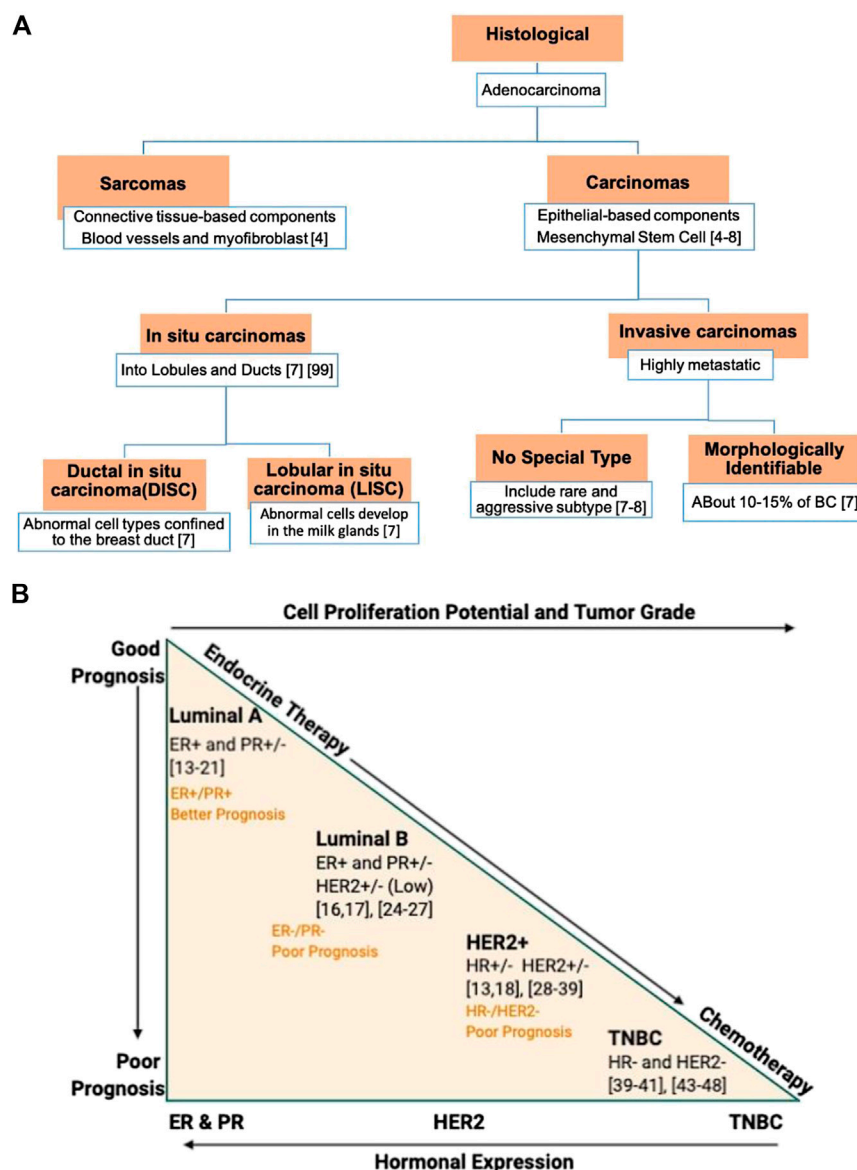 A
Histological
Adenocarcinoma
Sarcomas
Connective tissue-based components
Blood vessels and myofibroblast [4]
Carcinomas
Epithelial-based components
Mesenchymal Stem Cell [4-8]
In situ carcinomas
Into Lobules and Ducts [7] [99]
Invasive carcinomas
Highly metastatic
Ductal in situ
carcinoma(DISC)
Abnormal cell types confined
to the breast duct [7]
Lobular in situ
carcinoma (LISC)
Abnormal cells develop
in the milk glands [7]
No Special Type
Include rare and
aggressive subtype [7-8]
Morphologically
Identifiable
ABout 10-15% of BC [7]
B
Cell Proliferation Potential and Tumor Grade
Good
Prognosis
Endocrine Therapy
Luminal A
ER+ and PR+/-
[13-21]
ER+/PR+
Better Prognosis
Luminal B
ER+ and PR+/-
HER2+/- (Low)
[16,17], [24-27]
ER-/PR-
Poor Prognosis
HER2+
HR+/- HER2+/-
[13,18], [28-39]
HR-/HER2-
Poor Prognosis
Chemotherapy
TNBC
HR- and HER2-
[39-41], [43-48]
Poor
Prognosis
ER & PR
HER2
TNBC
Hormonal Expression